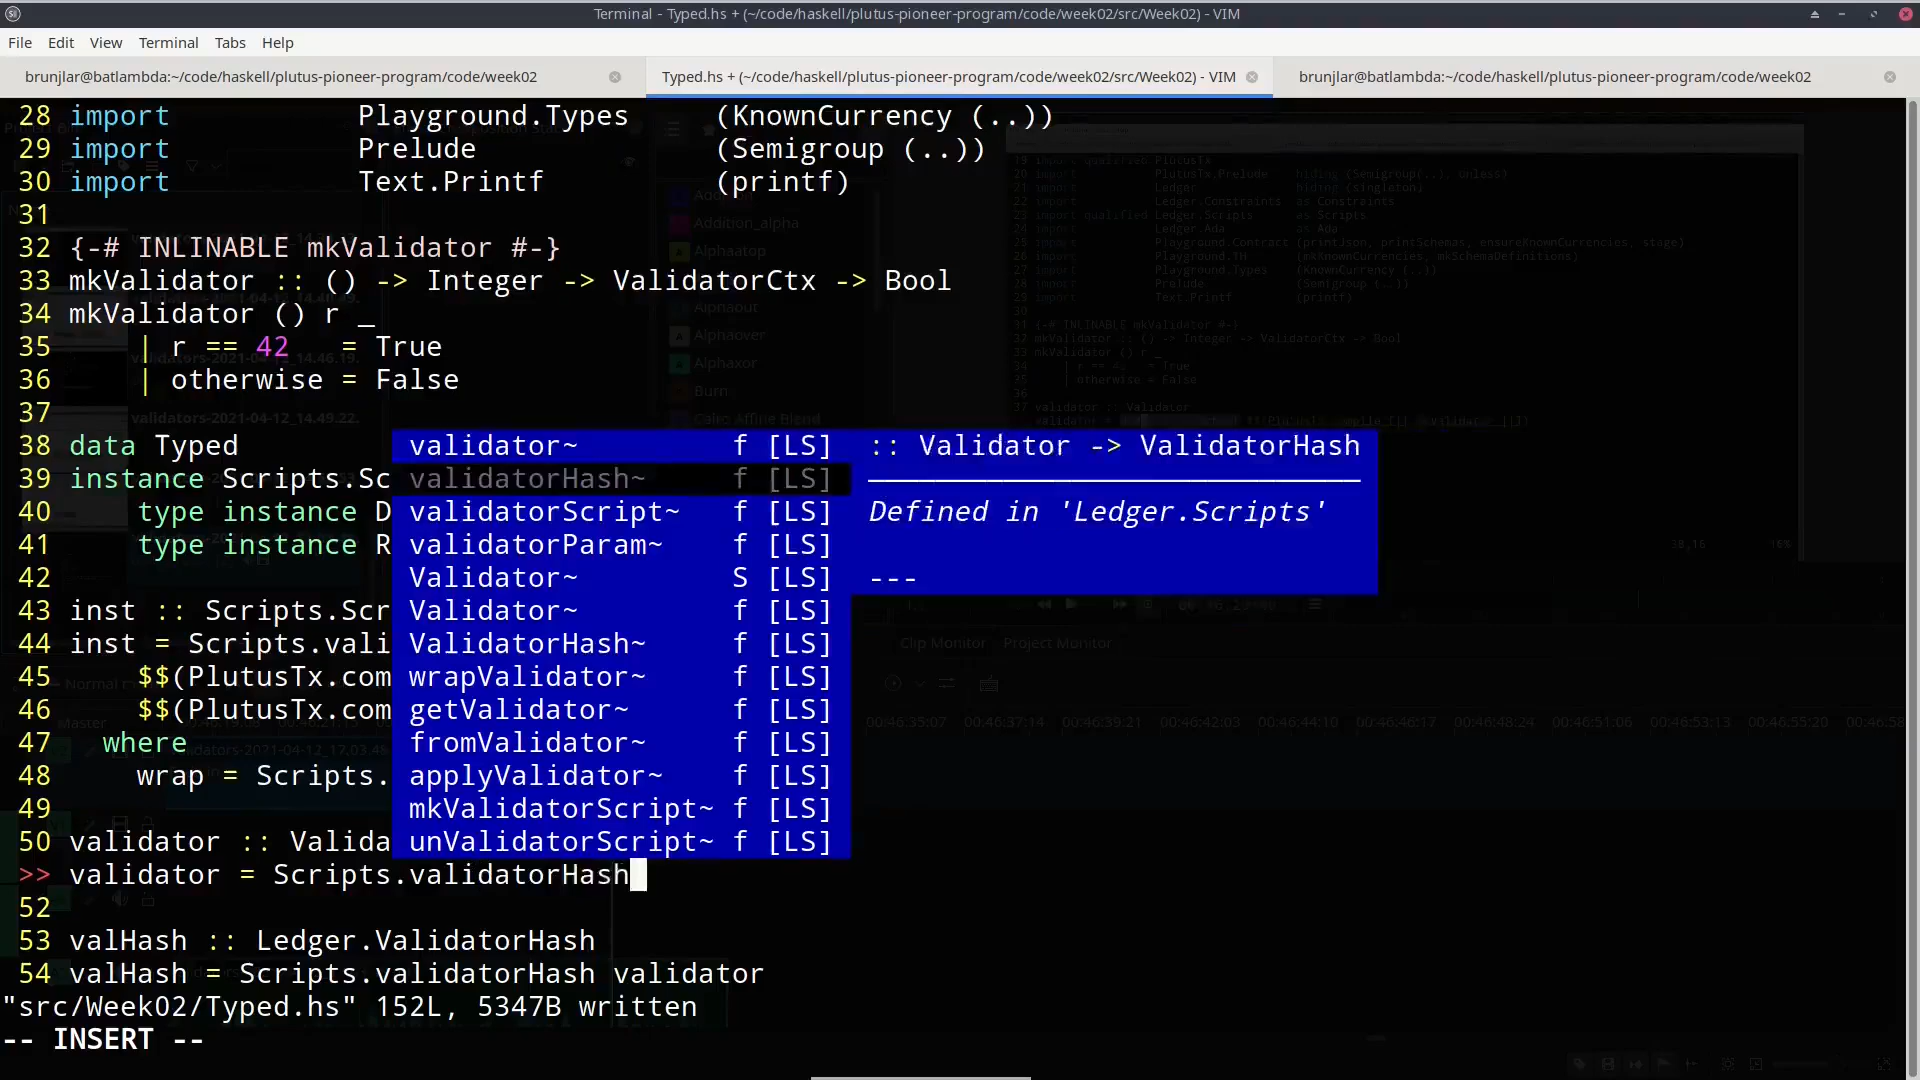 Terminal - Typed.hs + (~/code/haskell/plutus-pioneer-program/code/week02/src/Week02) - VIM
File Edit View Terminal Tabs Help
brunjlar@batlambda:~/code/haskell/plutus-pioneer-program/code/week02
Typed.hs + (~/code/haskell/plutus-pioneer-program/code/week02/src/Week02) - VIM
brunjlar@batlambda:~/code/haskell/plutus-pioneer-program/code/week02
28 import Playground.Types (KnownCurrency (..))
29 import Prelude (Semigroup (..))
30 import Text.Printf (printf)
31
32 {-# INLINABLE mkValidator #-}
33 mkValidator :: () -> Integer -> ValidatorCtx -> Bool
34 mkValidator () r _
35 | r == 42 = True
36 | otherwise = False
37
38 data Typed validator~ f [LS] :: Validator -> ValidatorHash
39 instance Scripts.Sc validatorHash~ f [LS]
40 type instance D validatorScript~ f [LS] Defined in 'Ledger.Scripts'
41 type instance R validatorParam~ f [LS]
42 Validator~ S [LS] ---
43 inst :: Scripts.Scr Validator~ f [LS]
44 inst = Scripts.vali ValidatorHash~ f [LS]
45 $$(PlutusTx.com wrapValidator~ f [LS]
46 $$(PlutusTx.com getValidator~ f [LS]
47 where fromValidator~ f [LS]
48 wrap = Scripts. applyValidator~ f [LS]
49 mkValidatorScript~ f [LS]
50 validator :: Valida unValidatorScript~ f [LS]
>> validator = Scripts.validatorHash
52
53 valHash :: Ledger.ValidatorHash
54 valHash = Scripts.validatorHash validator
"src/Week02/Typed.hs" 152L, 5347B written
-- INSERT --